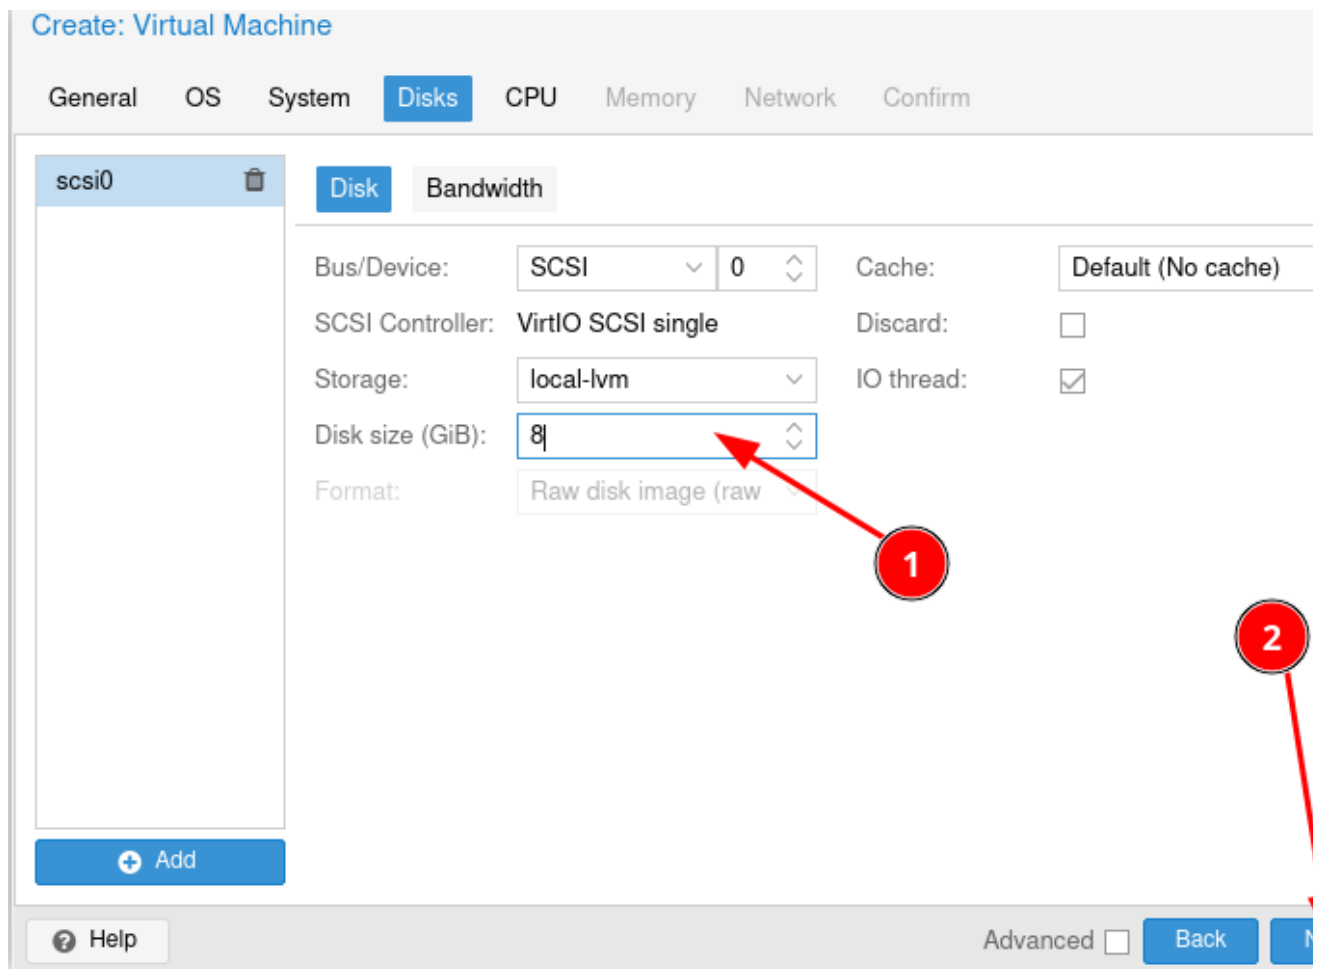 Create: Virtual Machine
General OS System Disks CPU Memory Network Confirm
scsi0
Disk Bandwidth
Bus/Device: SCSI 0 Cache: Default (No cache)
SCSI Controller: VirtIO SCSI single Discard:
Storage: local-lvm IO thread:
Disk size (GiB): 8
Format: Raw disk image (raw
1
2
Add
Help Advanced Back